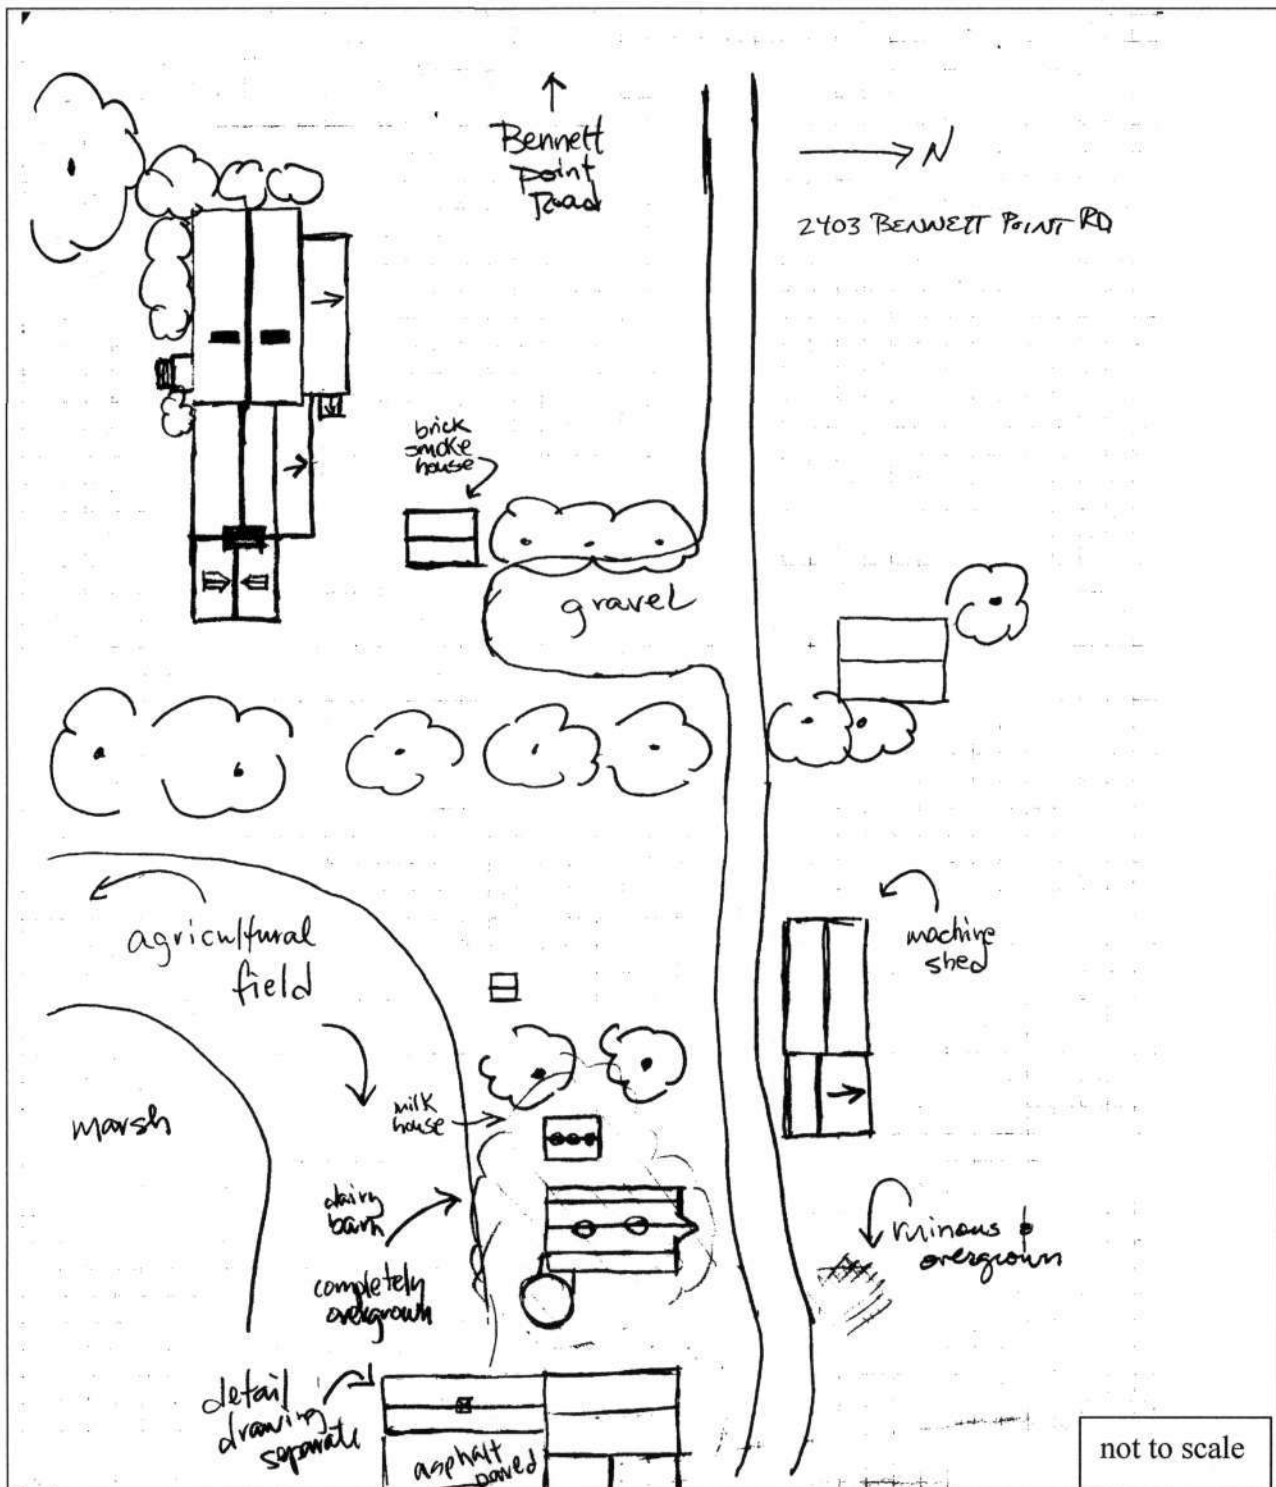 Bennett
Point
Road
N
2403 BENNETT POINT RD
brick
smoke
house
gravel
machine
shed
agricultural
field
marsh
milk
house
dairy
barn
completely
overgrown
ruinous &
overgrown
detail
drawing
separate
asphalt
paved
not to scale